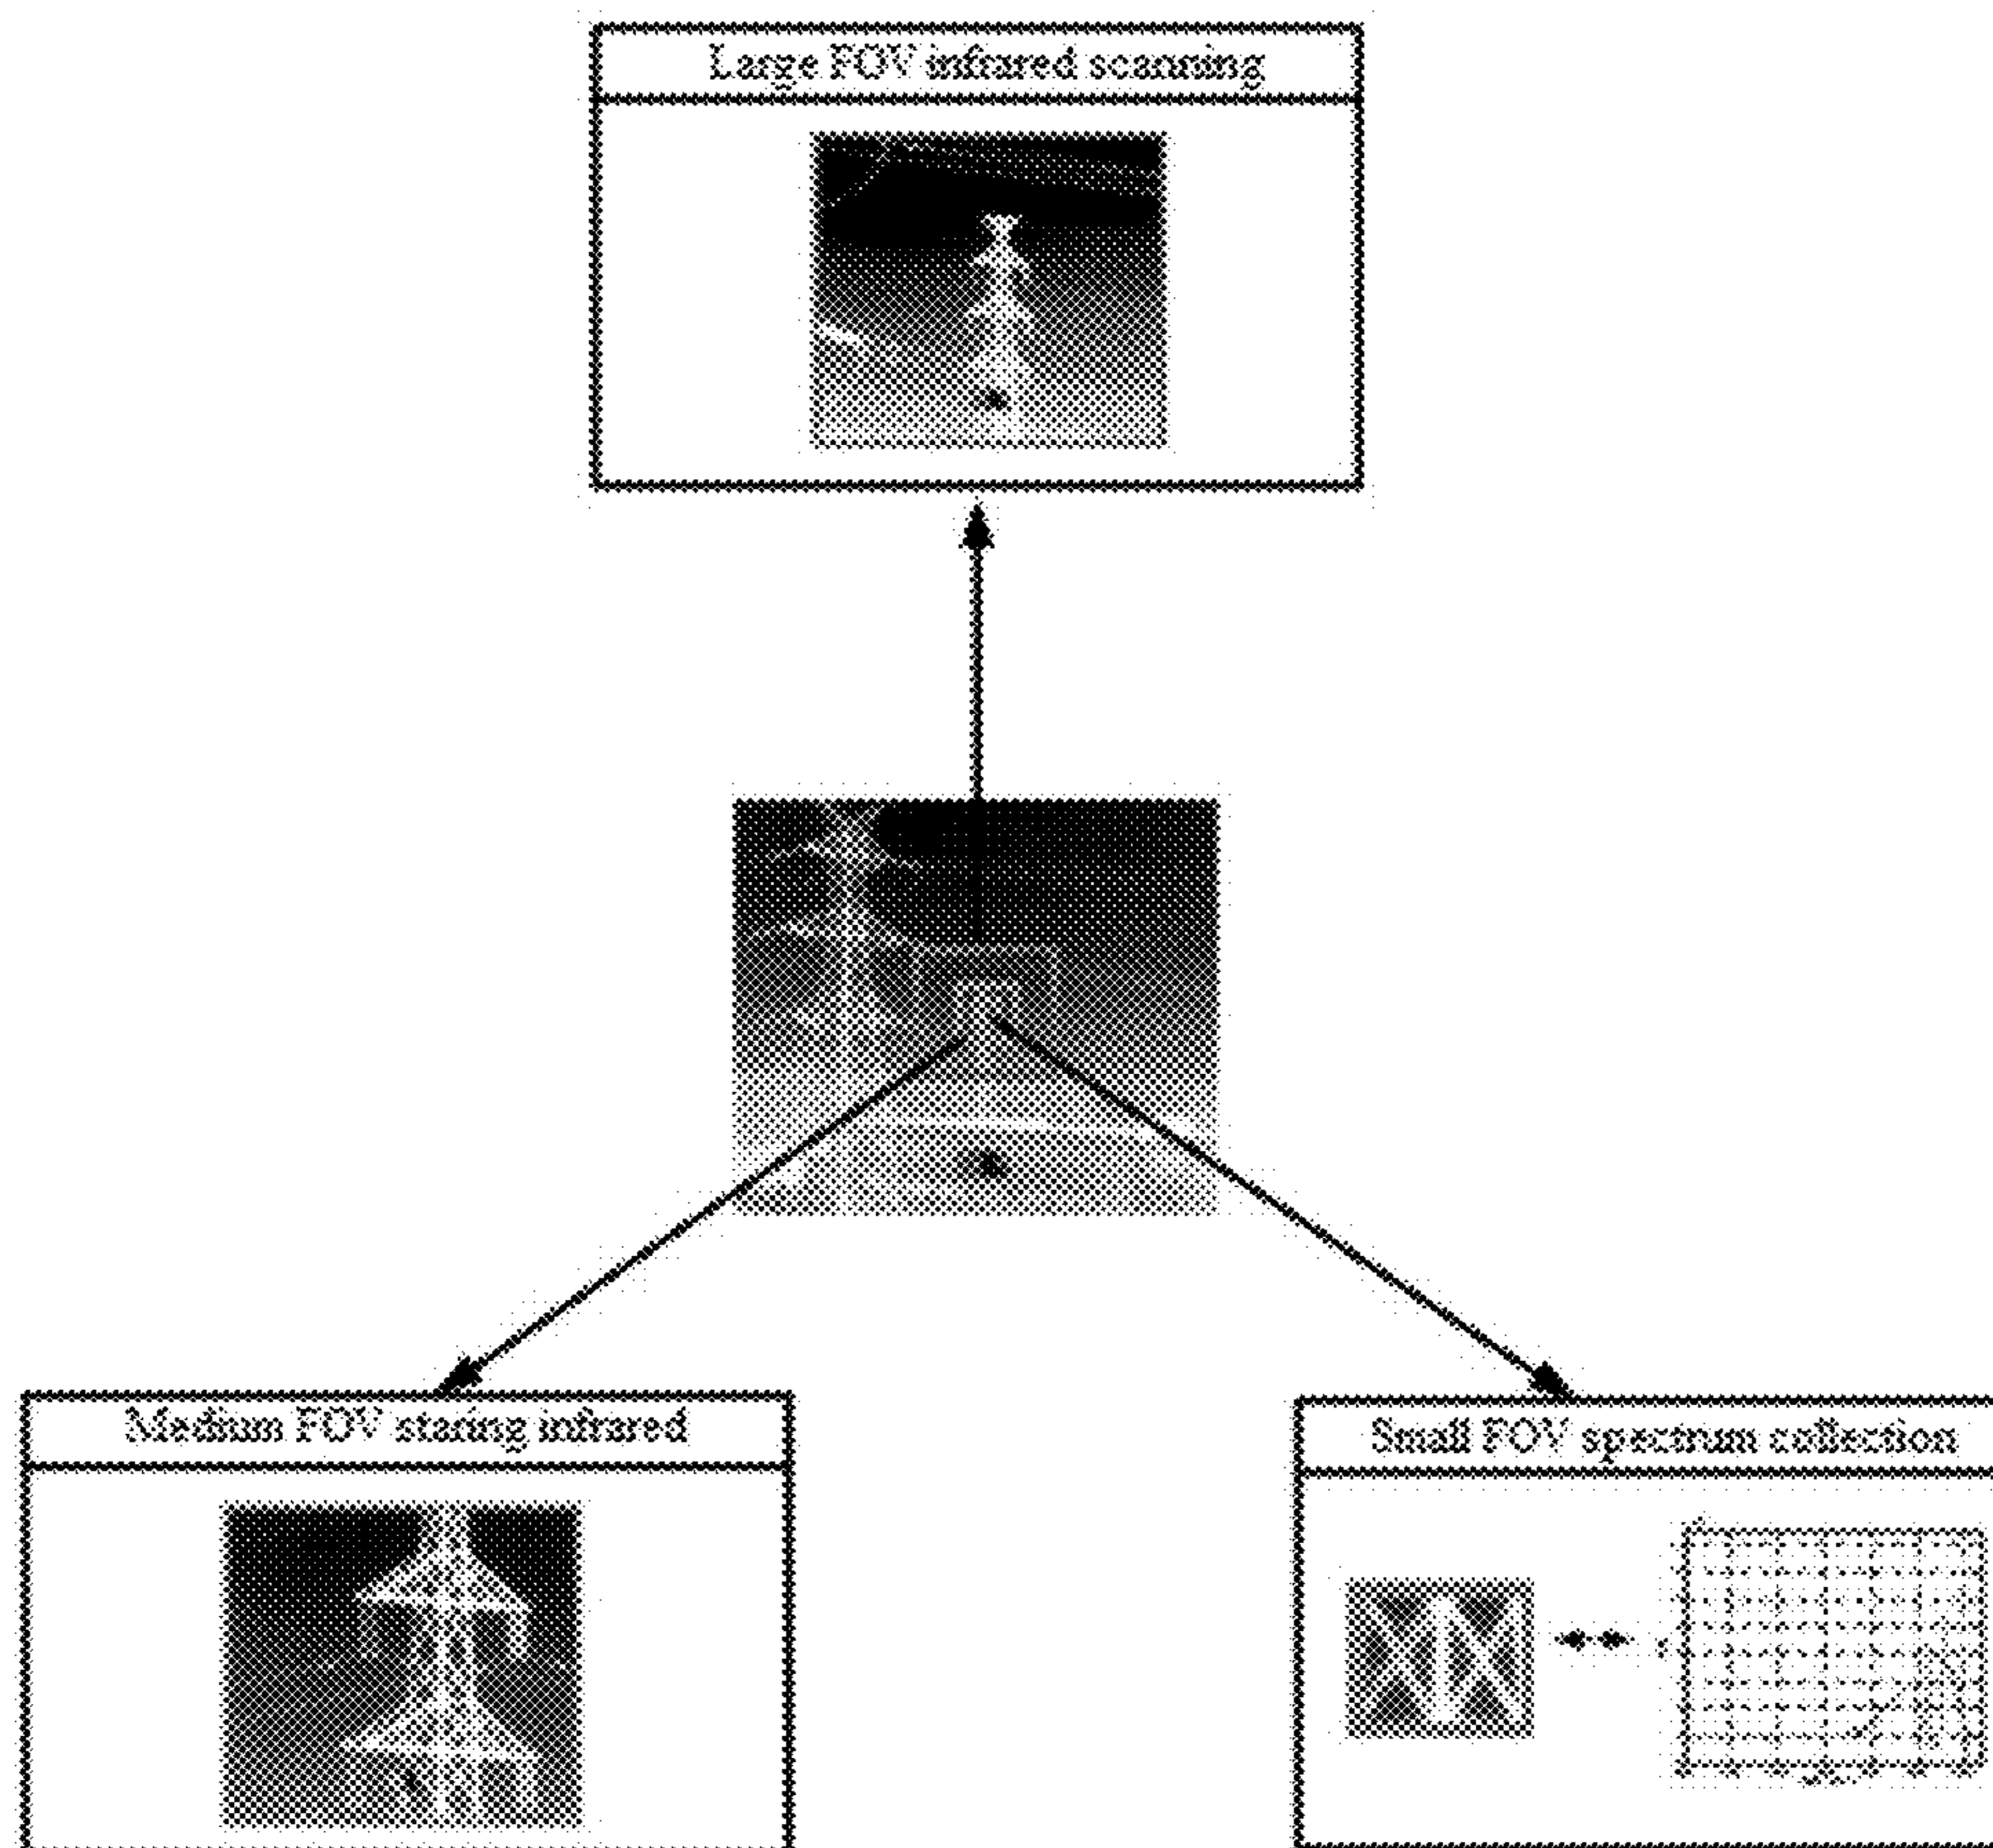 Large FOV infrared scanning
Medium FOV staring infrared
Small FOV spectrum collection